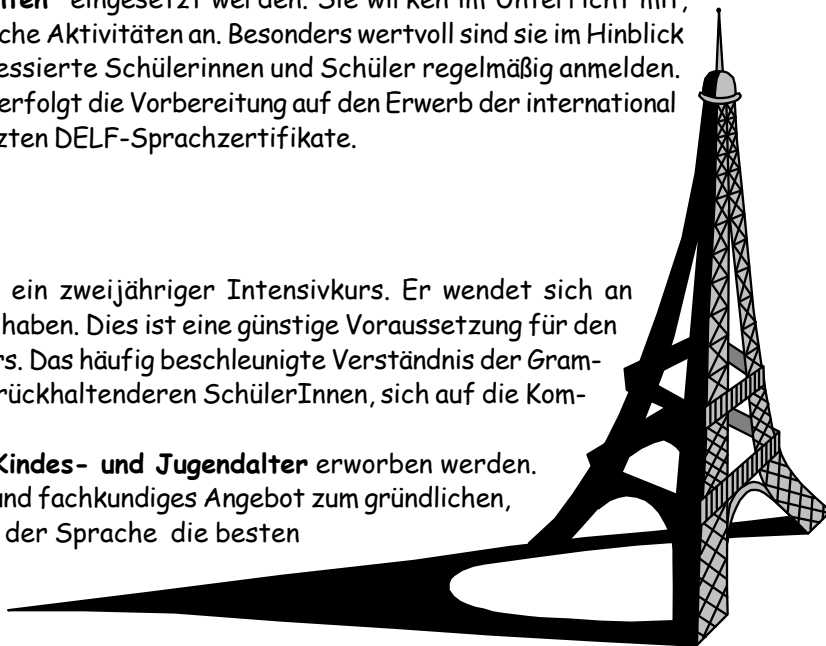 iten" eingesetzt werden. Sie wirken im Unterricht mit,
che Aktivitäten an. Besonders wertvoll sind sie im Hinblick
essierte Schülerinnen und Schüler regelmäßig anmelden.
erfolgt die Vorbereitung auf den Erwerb der international
zten DELF-Sprachzertifikate.
ein zweijähriger Intensivkurs. Er wendet sich an
haben. Dies ist eine günstige Voraussetzung für den
rs. Das häufig beschleunigte Verständnis der Gram-
rückhaltenderen SchülerInnen, sich auf die Kom-
Kindes- und Jugendalter erworben werden.
und fachkundiges Angebot zum gründlichen,
der Sprache die besten